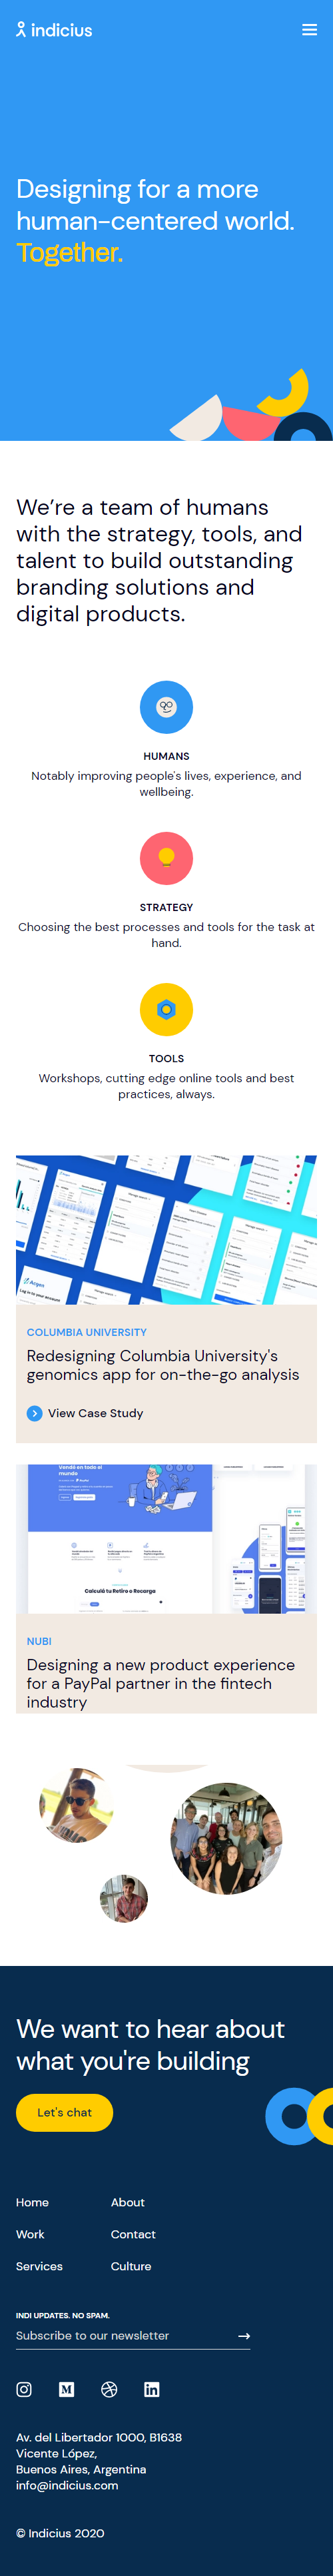 indicius
Designing for a more
human-centered world.
Together.
We’re a team of humans
with the strategy, tools, and
talent to build outstanding
branding solutions and
digital products.
HUMANS
Notably improving people's lives, experience, and
wellbeing.
STRATEGY
Choosing the best processes and tools for the task at
hand.
TOOLS
Workshops, cutting edge online tools and best
practices, always.
Log in to your account
COLUMBIA UNIVERSITY
Redesigning Columbia University's
genomics app for on-the-go analysis
View Case Study
Vendé en todo el
mundo
Calculá tu Retiro o Recarga
NUBI
Designing a new product experience
for a PayPal partner in the fintech
industry
We want to hear about
what you're building
Let's chat
Home
About
Work
Contact
Services
Culture
INDI UPDATES. NO SPAM.
Subscribe to our newsletter
Av. del Libertador 1000, B1638
Vicente López,
Buenos Aires, Argentina
info@indicius.com
© Indicius 2020